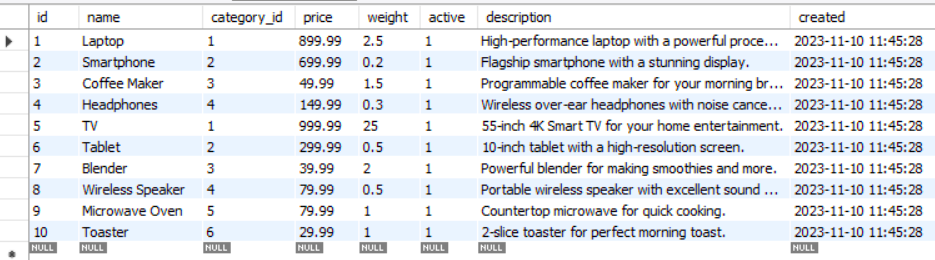 id name category_id price weight active description created
1 Laptop 1 899.99 2.5 1 High-performance laptop with a powerful proce... 2023-11-10 11:45:28
2 Smartphone 2 699.99 0.2 1 Flagship smartphone with a stunning display. 2023-11-10 11:45:28
3 Coffee Maker 3 49.99 1.5 1 Programmable coffee maker for your morning br... 2023-11-10 11:45:28
4 Headphones 4 149.99 0.3 1 Wireless over-ear headphones with noise cance... 2023-11-10 11:45:28
5 TV 1 999.99 25 1 55-inch 4K Smart TV for your home entertainment. 2023-11-10 11:45:28
6 Tablet 2 299.99 0.5 1 10-inch tablet with a high-resolution screen. 2023-11-10 11:45:28
7 Blender 3 39.99 2 1 Powerful blender for making smoothies and more. 2023-11-10 11:45:28
8 Wireless Speaker 4 79.99 0.5 1 Portable wireless speaker with excellent sound ... 2023-11-10 11:45:28
9 Microwave Oven 5 79.99 1 1 Countertop microwave for quick cooking. 2023-11-10 11:45:28
10 Toaster 6 29.99 1 1 2-slice toaster for perfect morning toast. 2023-11-10 11:45:28
NULL NULL NULL NULL NULL NULL NULL NULL